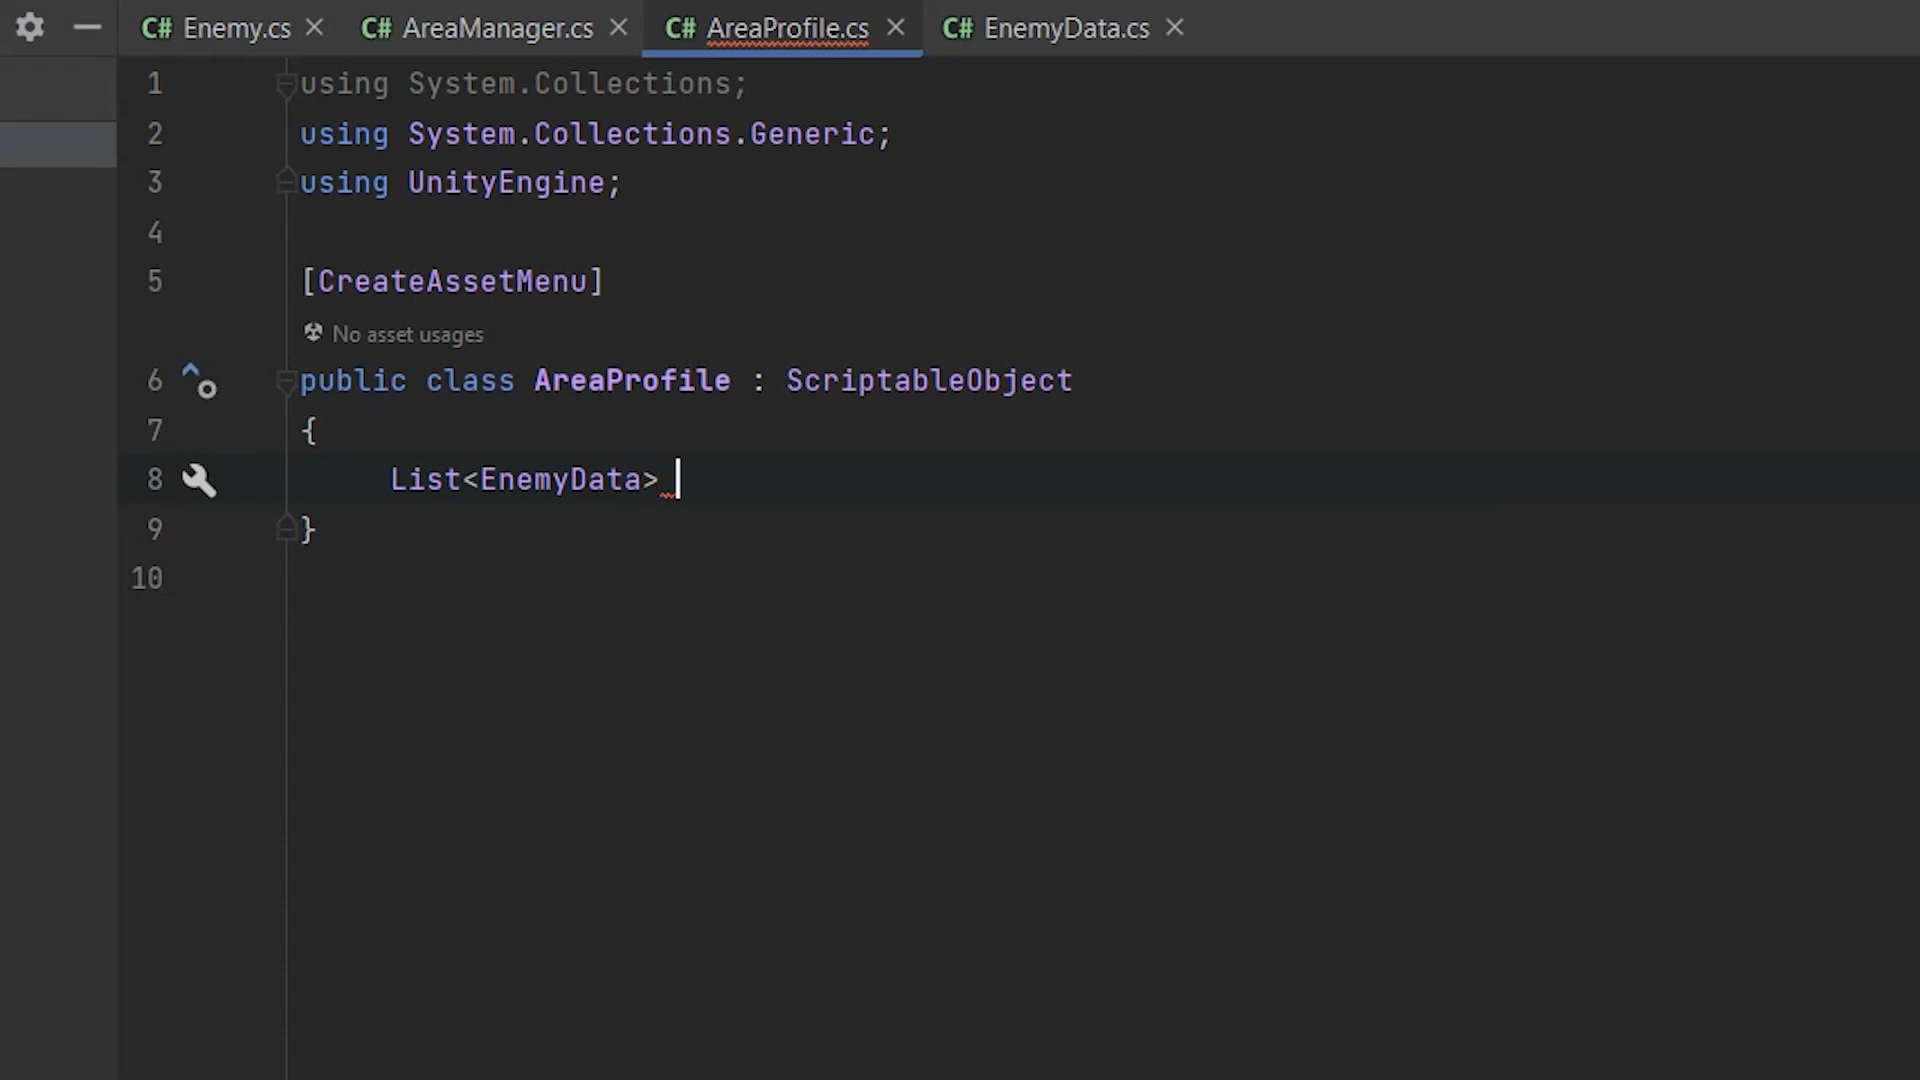 C# Enemy.cs C# AreaManager.cs C# AreaProfile.cs C# EnemyData.cs
1 using System.Collections;
2 using System.Collections.Generic;
3 using UnityEngine;
4
5 [CreateAssetMenu]
No asset usages
6 public class AreaProfile : ScriptableObject
7 {
8 List<EnemyData>
9 }
10